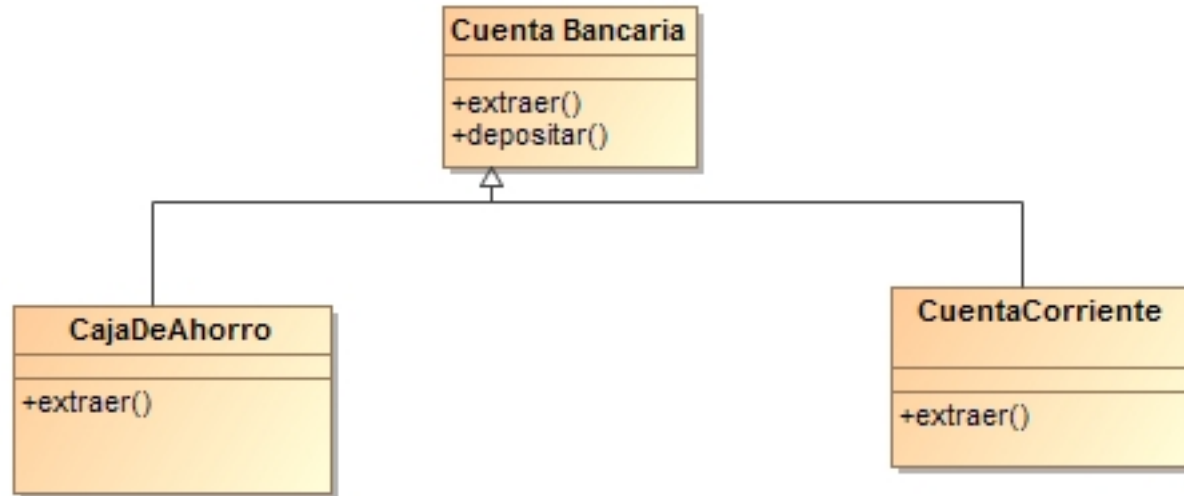 Cuenta Bancaria
+extraer()
+depositar()
CajaDeAhorro
+extraer()
CuentaCorriente
+extraer()